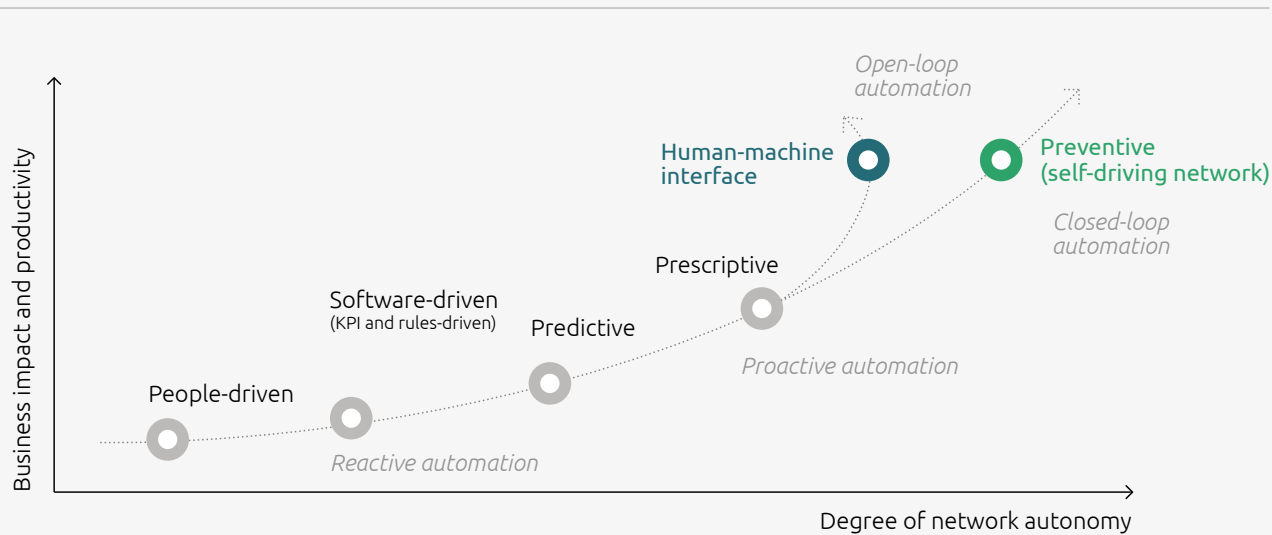 Open-loop
automation
Human-machine
interface
Preventive
(self-driving network)
Closed-loop
automation
Prescriptive
Software-driven
(KPI and rules-driven)
Predictive
Proactive automation
People-driven
Reactive automation
Business impact and productivity
Degree of network autonomy